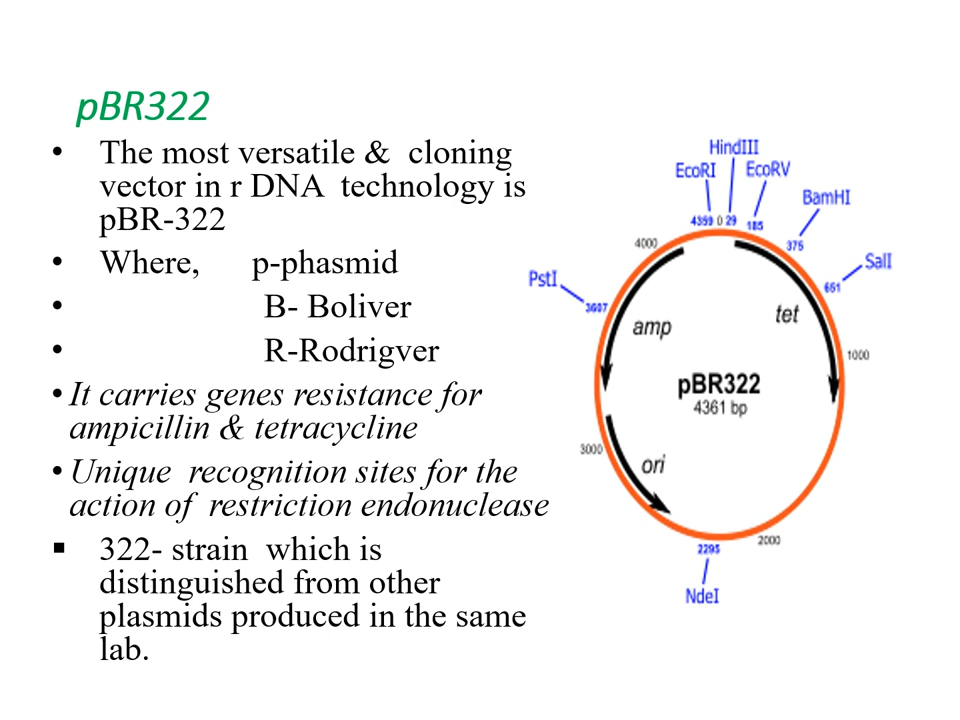 pBR322
• The most versatile & cloning
vector in r DNA technology is
pBR-322
• Where, p-phasmid
• B- Boliver
• R-Rodrigver
• It carries genes resistance for
ampicillin & tetracycline
• Unique recognition sites for the
action of restriction endonuclease
▪ 322- strain which is
distinguished from other
plasmids produced in the same
lab.
HindIII
EcoRI
EcoRV
BamHI
4359 0 29
185
4000
375
SalI
PstI
651
3607
amp
tet
1000
pBR322
4361 bp
3000
ori
2000
2295
NdeI